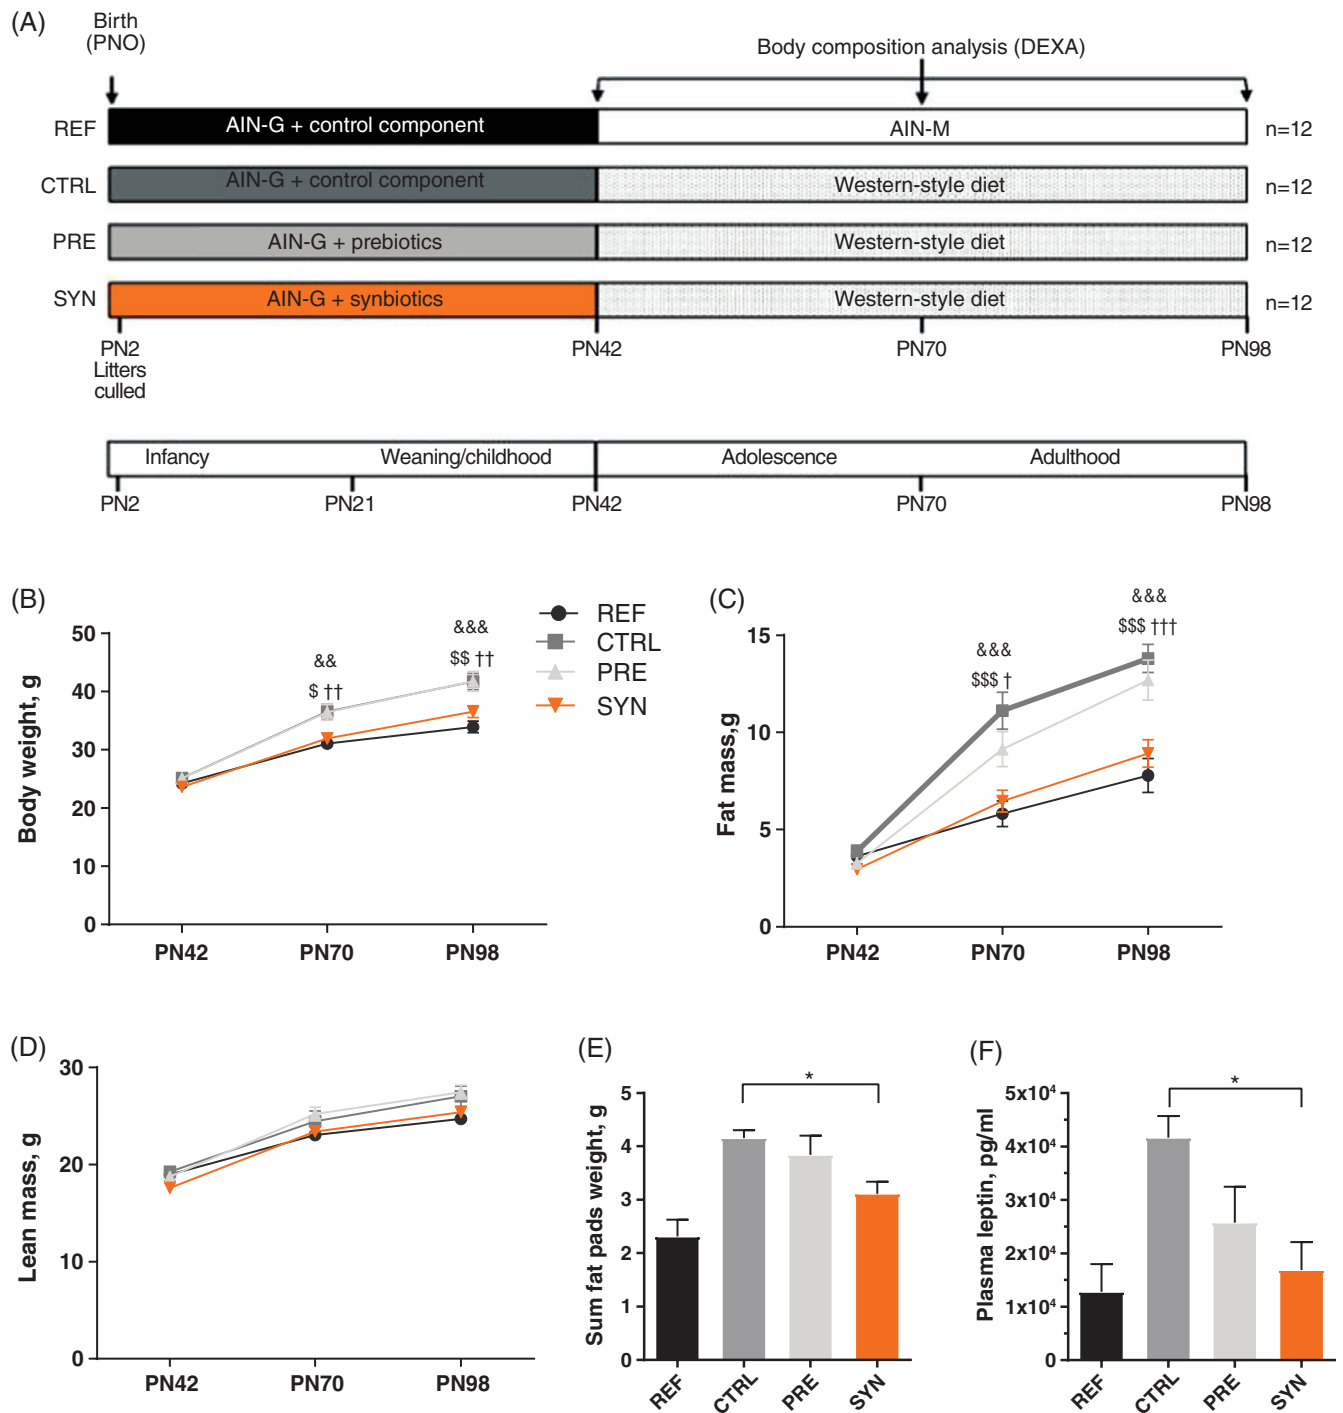 (A)
Birth
(PNO)
Body composition analysis (DEXA)
REF
AIN-G + control component
AIN-M
n=12
CTRL
AIN-G + control component
Western-style diet
n=12
PRE
AIN-G + prebiotics
Western-style diet
n=12
SYN
AIN-G + synbiotics
Western-style diet
n=12
PN2
Litters
culled
PN42
PN70
PN98
Infancy
Weaning/childhood
Adolescence
Adulthood
PN2
PN21
PN42
PN70
PN98
(B)
REF
CTRL
PRE
SYN
Body weight, g
50
40
30
20
10
0
&&
$ ††
&&&
$$ ††
PN42
PN70
PN98
(C)
Fat mass,g
15
10
5
0
&&&
$$$ †
&&&
$$$ †††
PN42
PN70
PN98
(D)
Lean mass, g
30
20
10
0
PN42
PN70
PN98
(E)
Sum fat pads weight, g
5
4
3
2
1
0
*
REF
CTRL
PRE
SYN
(F)
Plasma leptin, pg/ml
5x10⁴
4x10⁴
3x10⁴
2x10⁴
1x10⁴
0
*
REF
CTRL
PRE
SYN